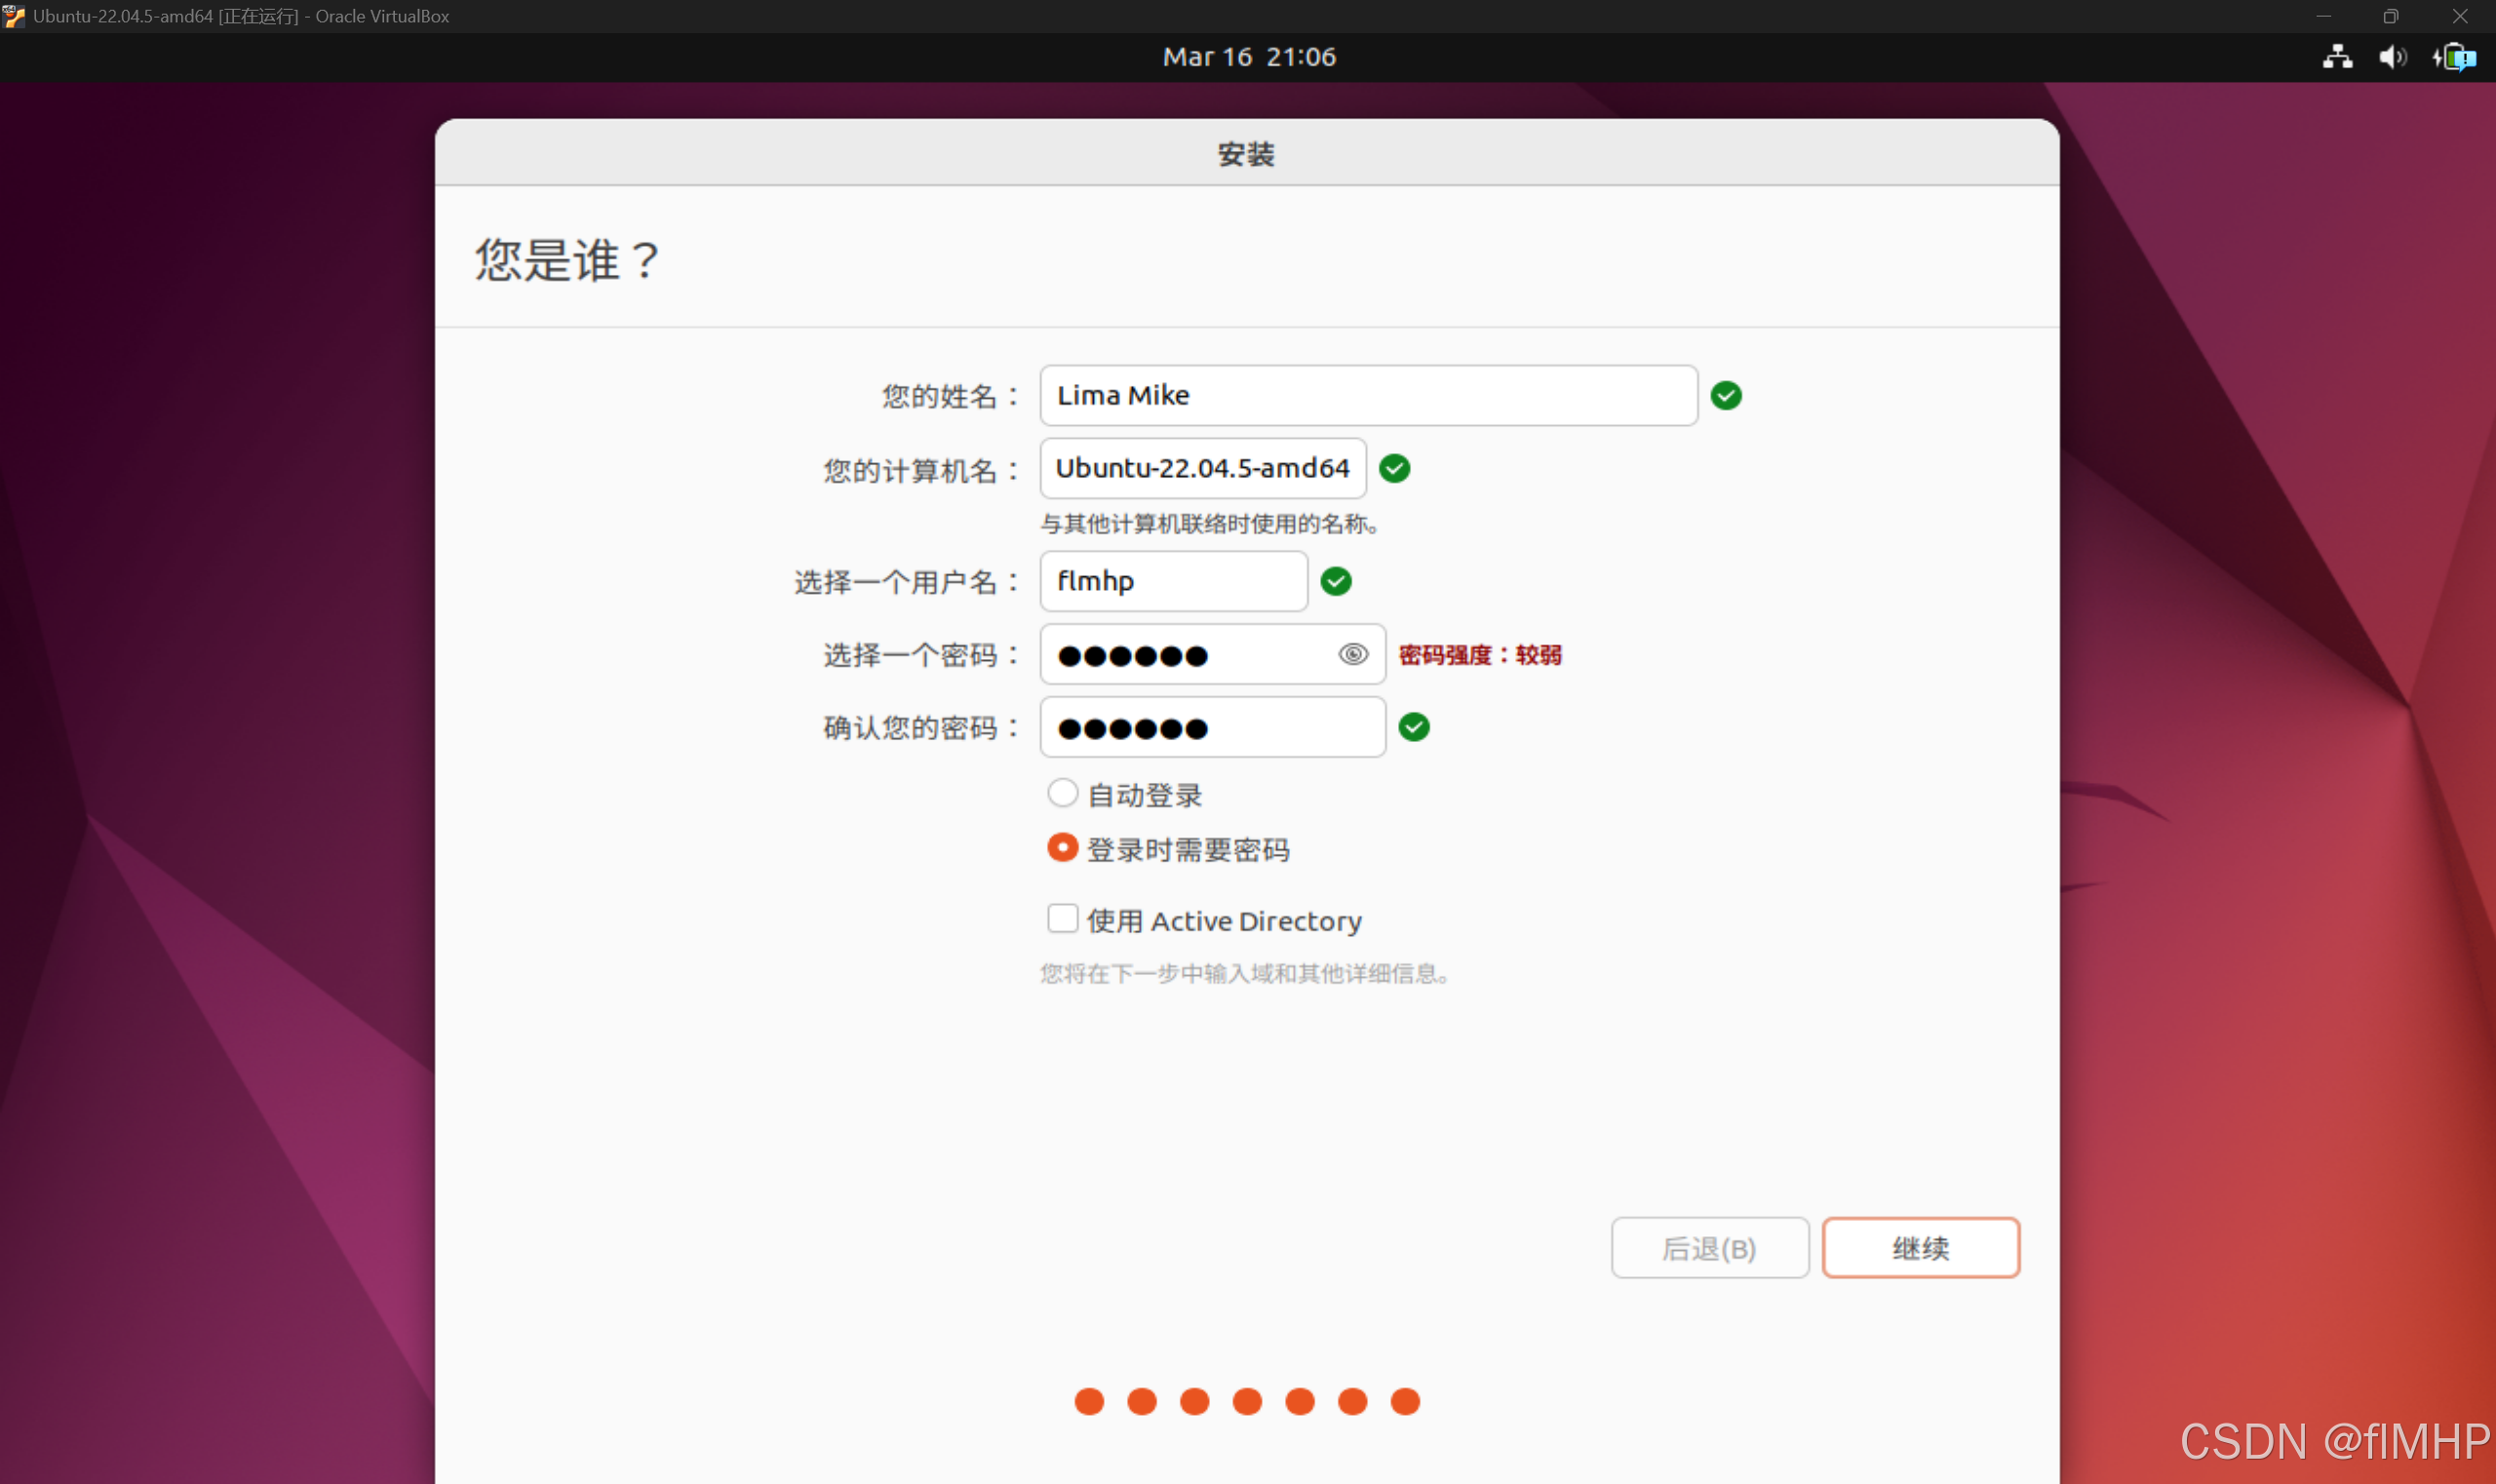 Ubuntu-22.04.5-amd64 [正在运行] - Oracle VirtualBox
Mar 16 21:06
安装
您是谁？
您的姓名： Lima Mike
您的计算机名： Ubuntu-22.04.5-amd64
与其他计算机联络时使用的名称。
选择一个用户名： flmhp
选择一个密码： ●●●●●● 密码强度：较弱
确认您的密码： ●●●●●●
自动登录
登录时需要密码
使用 Active Directory
您将在下一步中输入域和其他详细信息。
后退(B) 继续
CSDN @flMHP